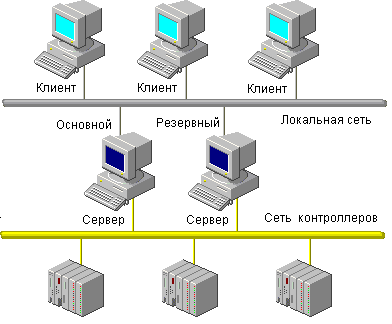 Клиент
Клиент
Клиент
Основной
Резервный
Локальная сеть
Сервер
Сервер
Сеть контроллеров